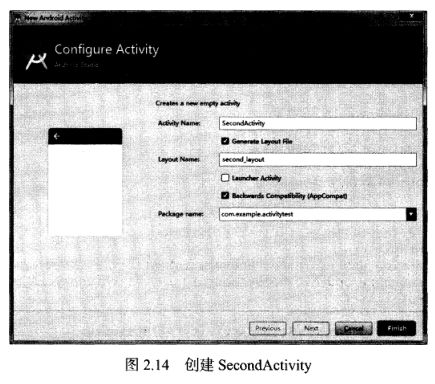 New Android Activity
Configure Activity
Android Studio
Creates a new empty activity
Activity Name: SecondActivity
Generate Layout File
Layout Name: second_layout
Launcher Activity
Backwards Compatibility (AppCompat)
Package name: com.example.activitytest
Previous Next Cancel Finish
图 2.14 创建 SecondActivity